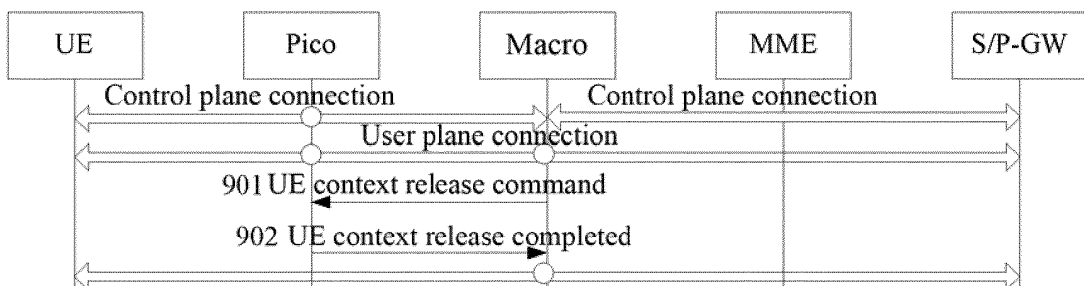 UE Pico Macro MME S/P-GW
Control plane connection Control plane connection
User plane connection
901 UE context release command
902 UE context release completed